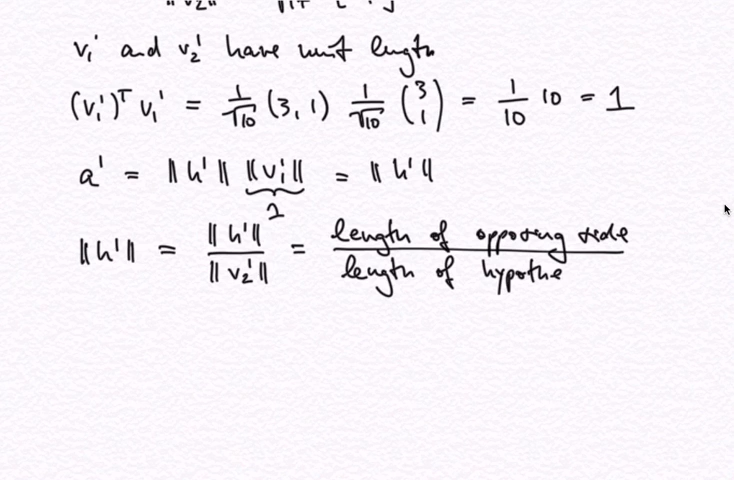 v₁' and v₂' have unit length
(v₁')ᵀ v₁' = 1/√10 (3, 1) 1/√10 (3 1) = 1/10 10 = 1
a' = ‖h'‖ ‖v₁'‖ = ‖h'‖
1
‖h'‖ = ‖h'‖ / ‖v₂'‖ = length of opposing side / length of hypothe